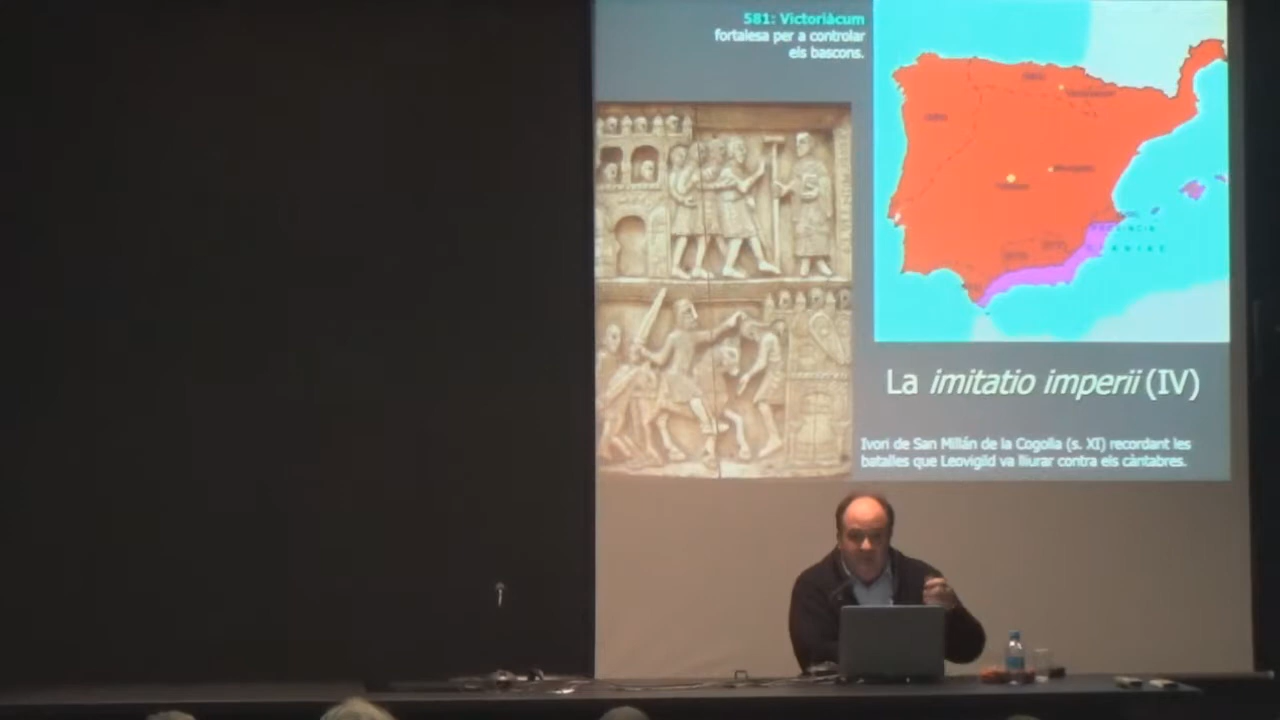 581: Victoriàcum
fortalesa per a controlar
els bascons.
La imitatio imperii (IV)
Ivori de San Millán de la Cogolla (s. XI) recordant les
batalles que Leovigild va lliurar contra els càntabres.